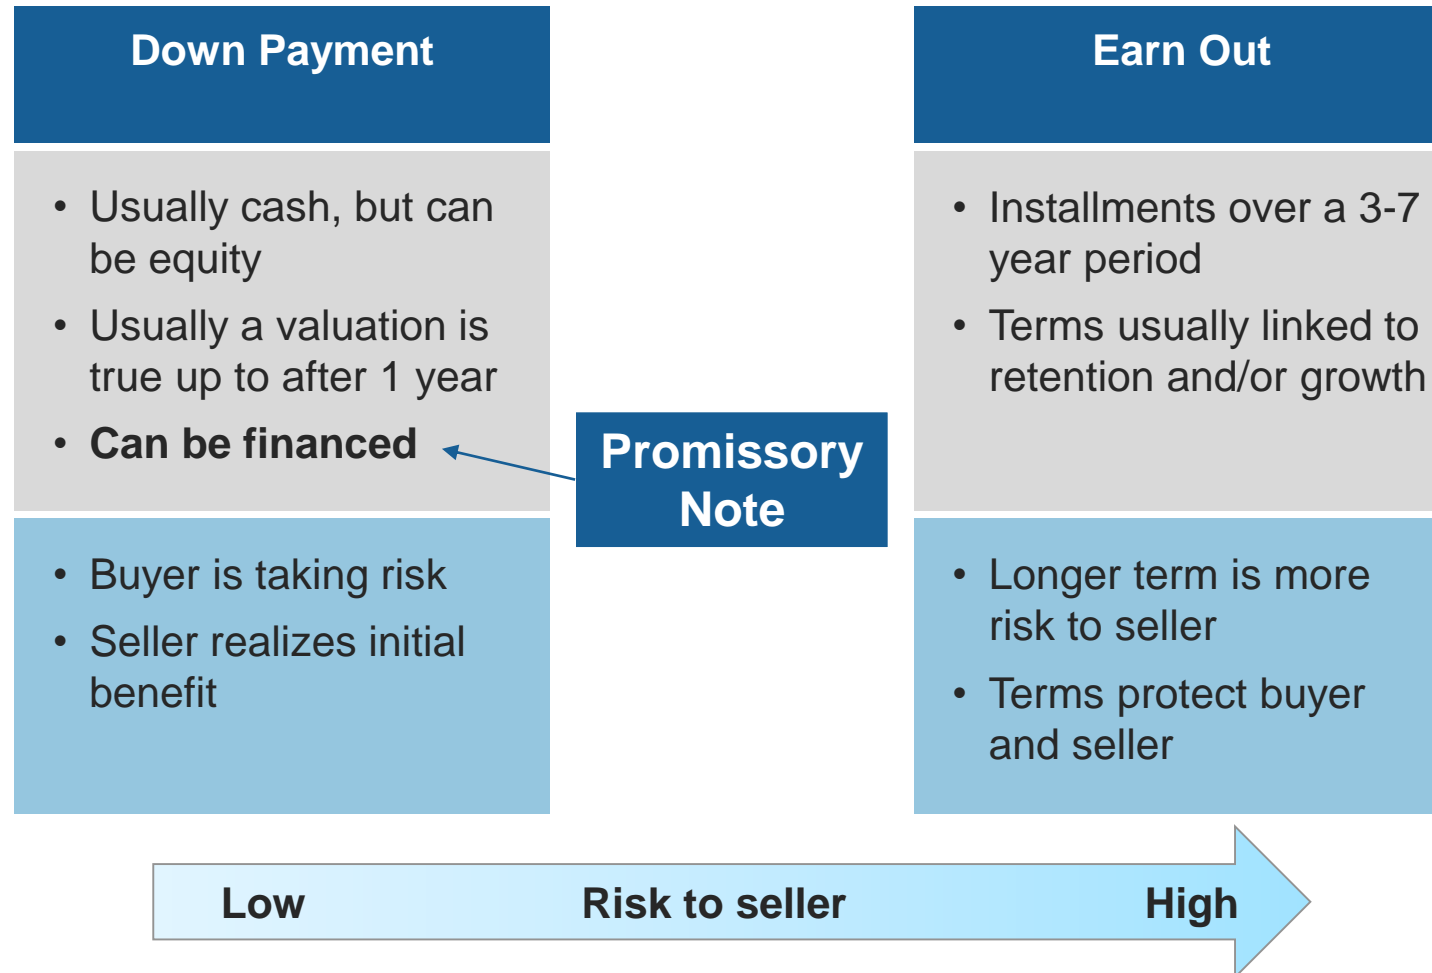 Down Payment
• Usually cash, but can
be equity
• Usually a valuation is
true up to after 1 year
• Can be financed
• Buyer is taking risk
• Seller realizes initial
benefit
Promissory
Note
Earn Out
• Installments over a 3-7
year period
• Terms usually linked to
retention and/or growth
• Longer term is more
risk to seller
• Terms protect buyer
and seller
Low Risk to seller High